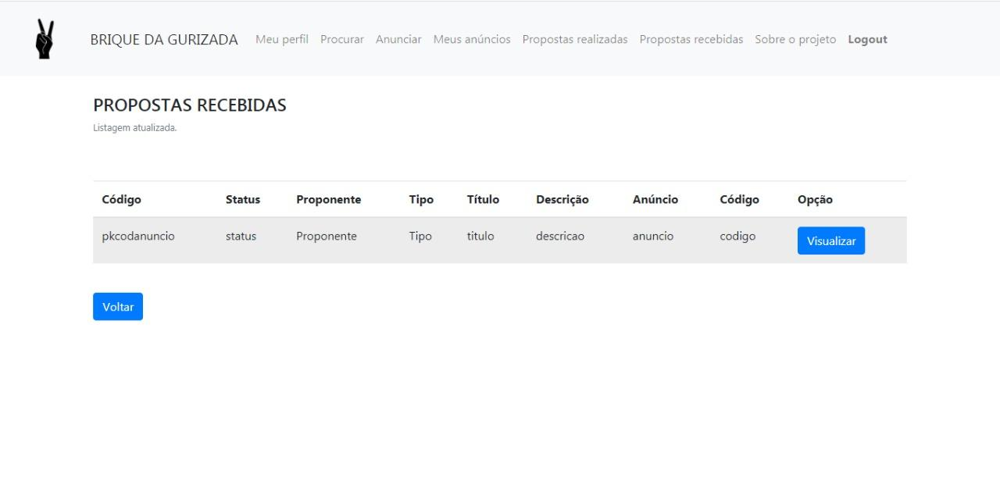 BRIQUE DA GURIZADA Meu perfil Procurar Anunciar Meus anúncios Propostas realizadas Propostas recebidas Sobre o projeto Logout
PROPOSTAS RECEBIDAS
Listagem atualizada.
Código Status Proponente Tipo Título Descrição Anúncio Código Opção
pkcodanuncio status Proponente Tipo titulo descricao anuncio codigo Visualizar
Voltar